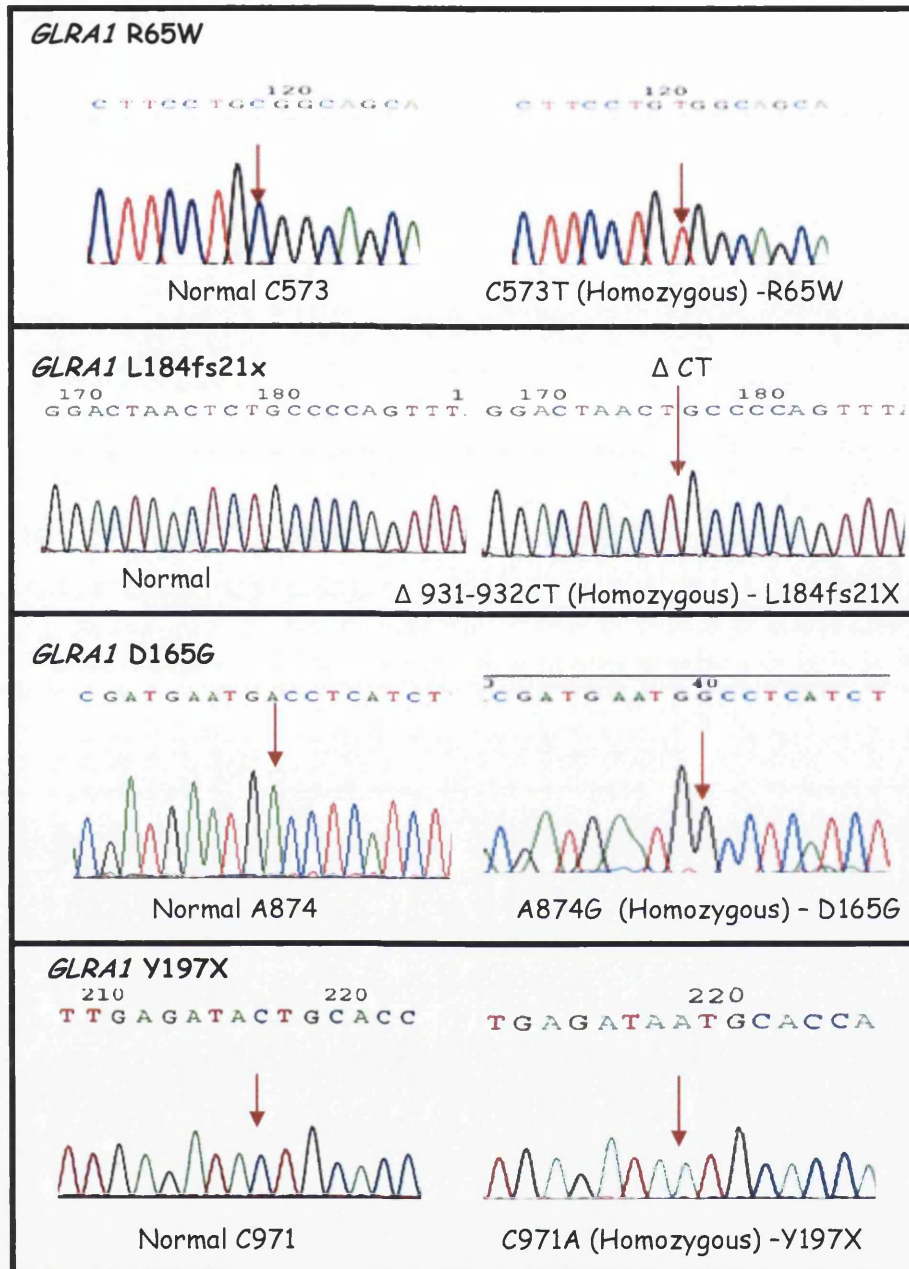 GLRA1 R65W
120
C T T C C T G C G G C A G C A
Normal C573
120
C T T C C T G T G G C A G C A
C573T (Homozygous) -R65W
GLRA1 L184fs21x
170 180 1
G G A C T A A C T C T G C C C C A G T T T
Normal
Δ CT
170 180
G G A C T A A C T G C C C C A G T T T
Δ 931-932CT (Homozygous) - L184fs21X
GLRA1 D165G
C G A T G A A T G A C C T C A T C T
Normal A874
40
C G A T G A A T G G C C T C A T C T
A874G (Homozygous) - D165G
GLRA1 Y197X
210 220
T T G A G A T A C T G C A C C
Normal C971
220
T G A G A T A A T G C A C C A
C971A (Homozygous) -Y197X